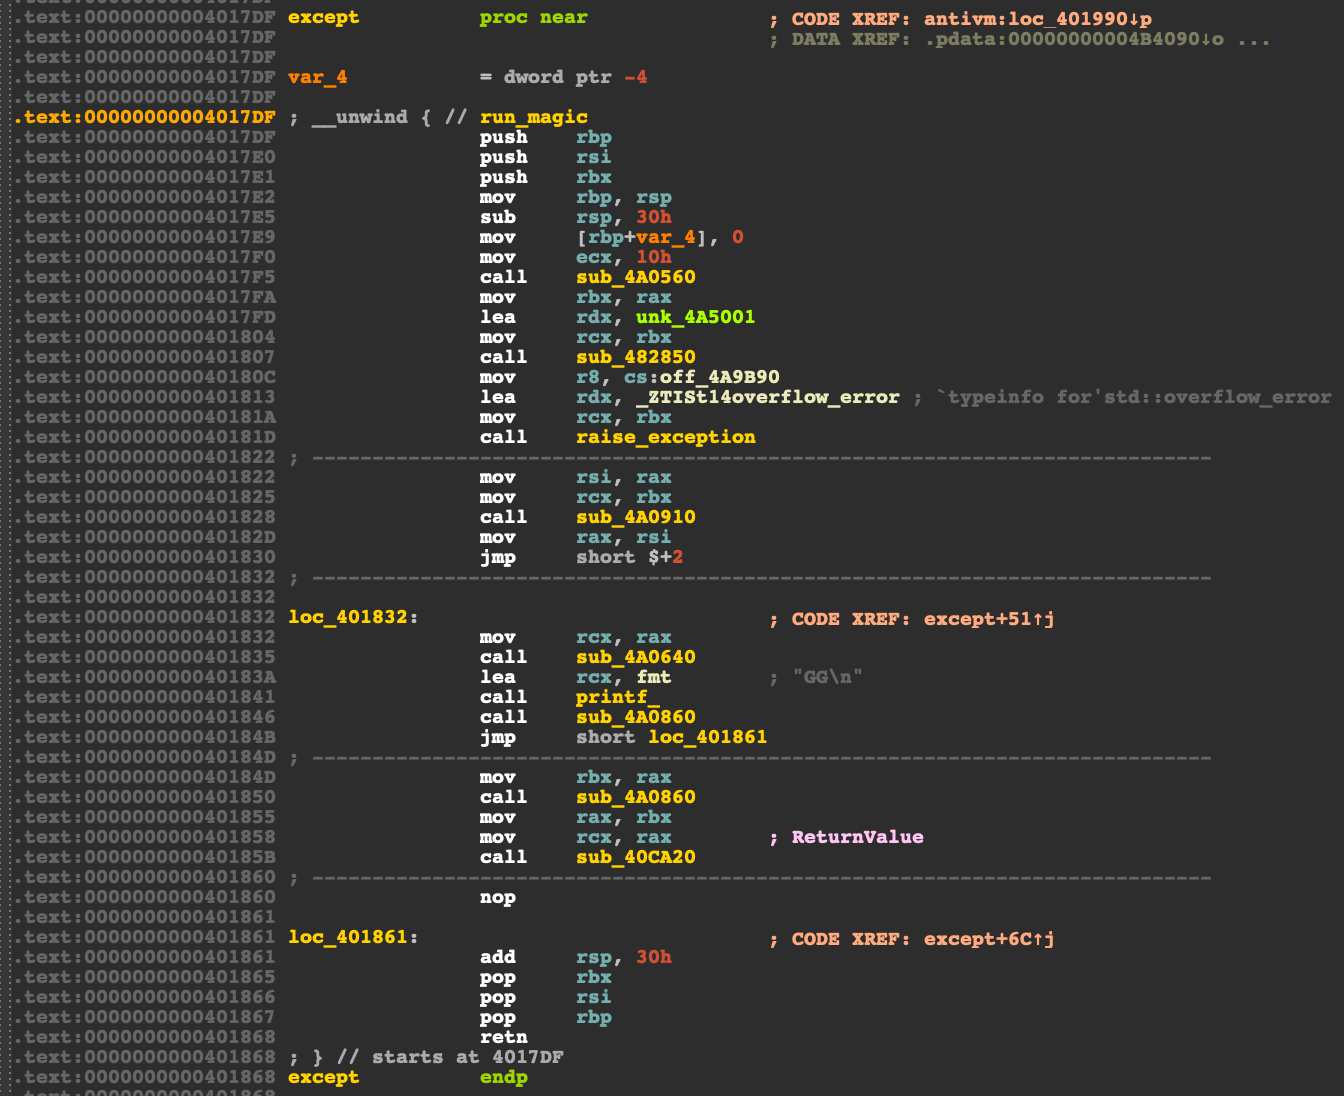 .text:00000000004017DF except proc near ; CODE XREF: antivm:loc_401990↓p
.text:00000000004017DF ; DATA XREF: .pdata:00000000004B4090↓o ...
.text:00000000004017DF
.text:00000000004017DF var_4 = dword ptr -4
.text:00000000004017DF
.text:00000000004017DF ; __unwind { // run_magic
.text:00000000004017DF push rbp
.text:00000000004017E0 push rsi
.text:00000000004017E1 push rbx
.text:00000000004017E2 mov rbp, rsp
.text:00000000004017E5 sub rsp, 30h
.text:00000000004017E9 mov [rbp+var_4], 0
.text:00000000004017F0 mov ecx, 10h
.text:00000000004017F5 call sub_4A0560
.text:00000000004017FA mov rbx, rax
.text:00000000004017FD lea rdx, unk_4A5001
.text:0000000000401804 mov rcx, rbx
.text:0000000000401807 call sub_482850
.text:000000000040180C mov r8, cs:off_4A9B90
.text:0000000000401813 lea rdx, _ZTISt14overflow_error ; `typeinfo for'std::overflow_error
.text:000000000040181A mov rcx, rbx
.text:000000000040181D call raise_exception
.text:0000000000401822 ; ---------------------------------------------------------------------------
.text:0000000000401822 mov rsi, rax
.text:0000000000401825 mov rcx, rbx
.text:0000000000401828 call sub_4A0910
.text:000000000040182D mov rax, rsi
.text:0000000000401830 jmp short $+2
.text:0000000000401832 ; ---------------------------------------------------------------------------
.text:0000000000401832
.text:0000000000401832 loc_401832: ; CODE XREF: except+51↑j
.text:0000000000401832 mov rcx, rax
.text:0000000000401835 call sub_4A0640
.text:000000000040183A lea rcx, fmt ; "GG\n"
.text:0000000000401841 call printf_
.text:0000000000401846 call sub_4A0860
.text:000000000040184B jmp short loc_401861
.text:000000000040184D ; ---------------------------------------------------------------------------
.text:000000000040184D mov rbx, rax
.text:0000000000401850 call sub_4A0860
.text:0000000000401855 mov rax, rbx
.text:0000000000401858 mov rcx, rax ; ReturnValue
.text:000000000040185B call sub_40CA20
.text:0000000000401860 ; ---------------------------------------------------------------------------
.text:0000000000401860 nop
.text:0000000000401861
.text:0000000000401861 loc_401861: ; CODE XREF: except+6C↑j
.text:0000000000401861 add rsp, 30h
.text:0000000000401865 pop rbx
.text:0000000000401866 pop rsi
.text:0000000000401867 pop rbp
.text:0000000000401868 retn
.text:0000000000401868 ; } // starts at 4017DF
.text:0000000000401868 except endp